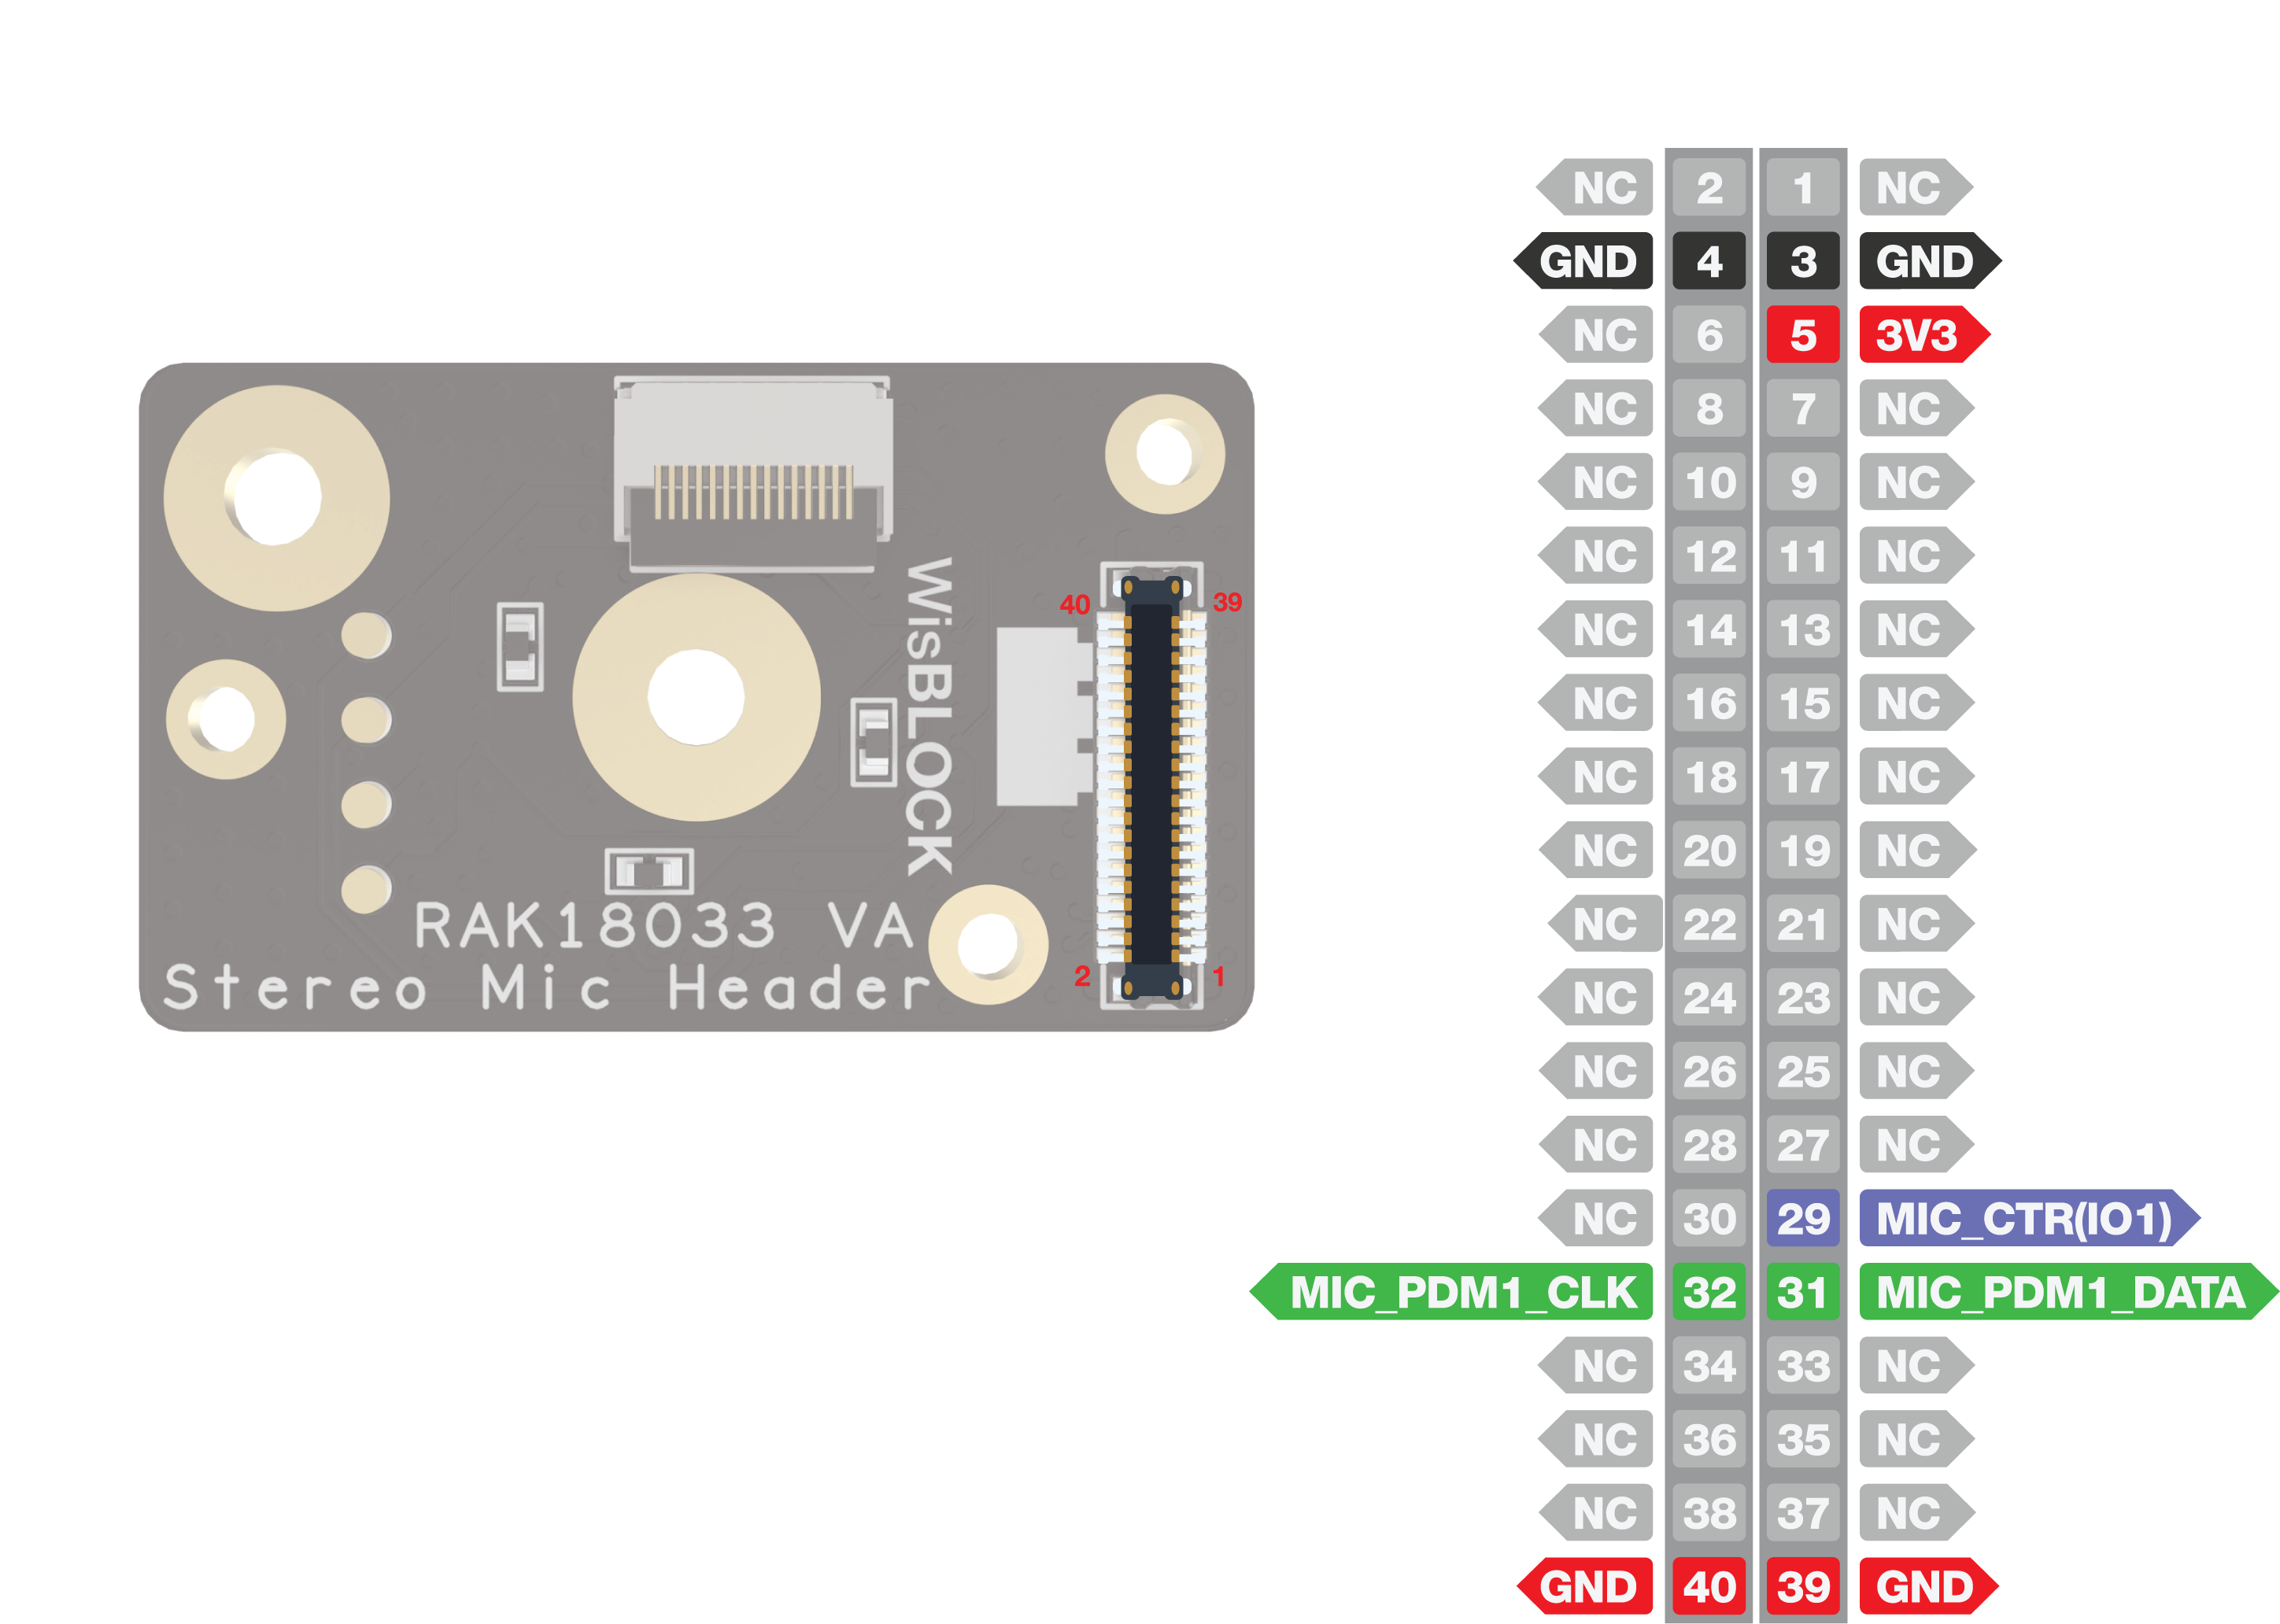 NC 2 1 NC
GND 4 3 GND
NC 6 5 3V3
NC 8 7 NC
NC 10 9 NC
NC 12 11 NC
NC 14 13 NC
NC 16 15 NC
NC 18 17 NC
NC 20 19 NC
NC 22 21 NC
NC 24 23 NC
NC 26 25 NC
NC 28 27 NC
NC 30 29 MIC_CTR(IO1)
MIC_PDM1_CLK 32 31 MIC_PDM1_DATA
NC 34 33 NC
NC 36 35 NC
NC 38 37 NC
GND 40 39 GND
40 39
WisBLOCK
RAK18033 VA
2 1
Stereo Mic Header